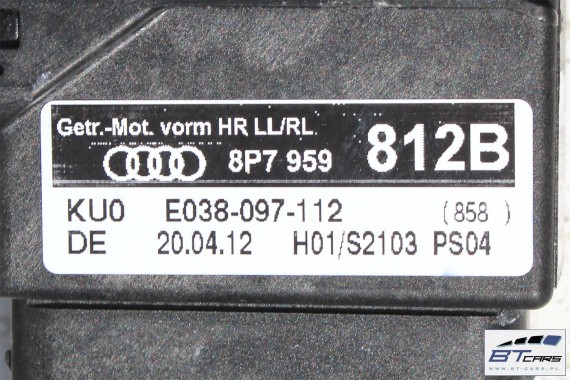 Getr.-Mot. vorm HR LL/RL.
8P7 959 812B
KU0 E038-097-112 (858)
DE 20.04.12 H01/S2103 PS04
BTCARS
WWW.BT-CARS.PL